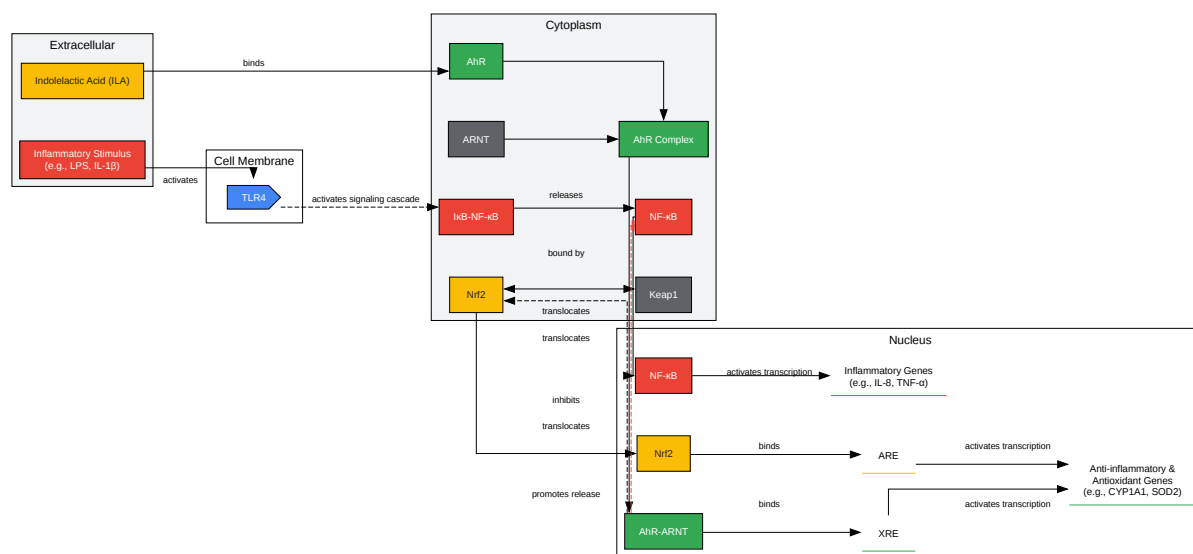 Cytoplasm
Extracellular
Indolelactic Acid (ILA)
binds
AhR
ARNT
AhR Complex
Inflammatory Stimulus
(e.g., LPS, IL-1β)
activates
Cell Membrane
TLR4
activates signaling cascade
IκB-NF-κB
releases
NF-κB
bound by
Nrf2
Keap1
translocates
translocates
Nucleus
NF-κB
activates transcription
Inflammatory Genes
(e.g., IL-8, TNF-α)
inhibits
translocates
Nrf2
binds
ARE
activates transcription
Anti-inflammatory &
Antioxidant Genes
(e.g., CYP1A1, SOD2)
promotes release
AhR-ARNT
binds
XRE
activates transcription